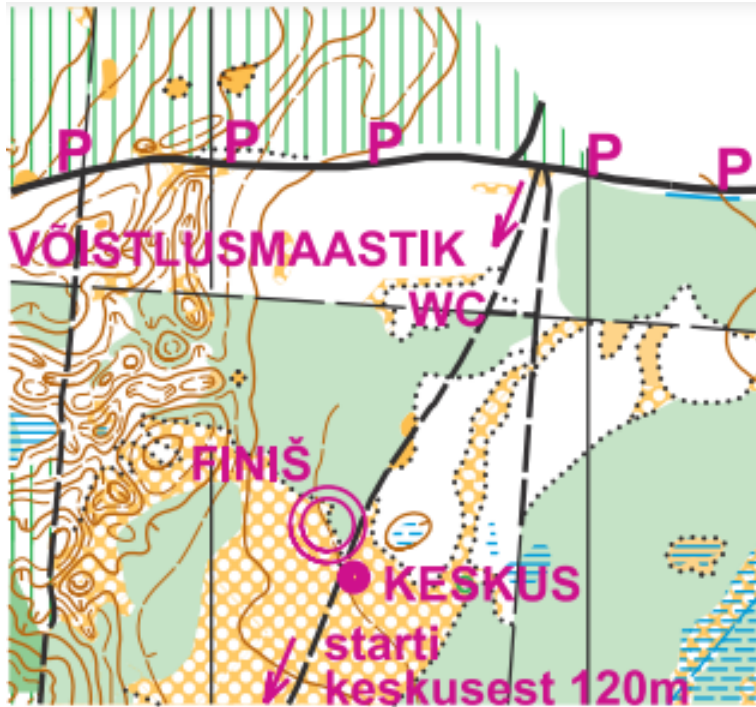 P P P P P
VÕISTLUSMAASTIK
WC
FINIŠ
KESKUS
starti
keskusest 120m